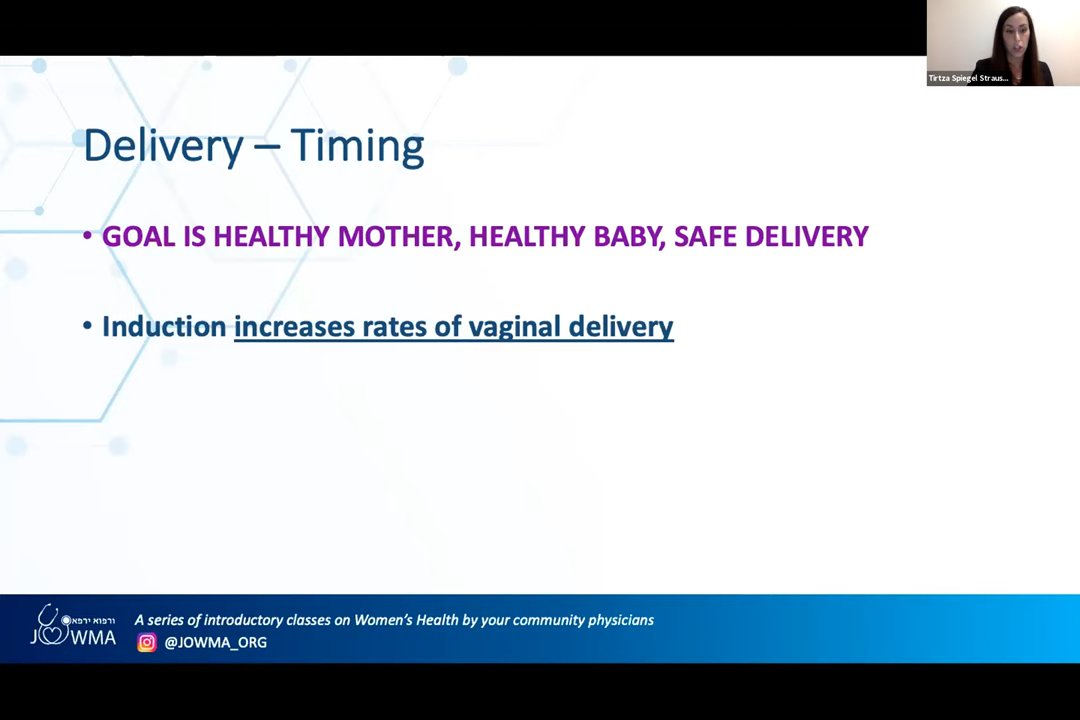 Tirtza Spiegel Straus...
Delivery – Timing
• GOAL IS HEALTHY MOTHER, HEALTHY BABY, SAFE DELIVERY
• Induction increases rates of vaginal delivery
ורפוא ירפא
JOWMA
A series of introductory classes on Women's Health by your community physicians
@JOWMA_ORG